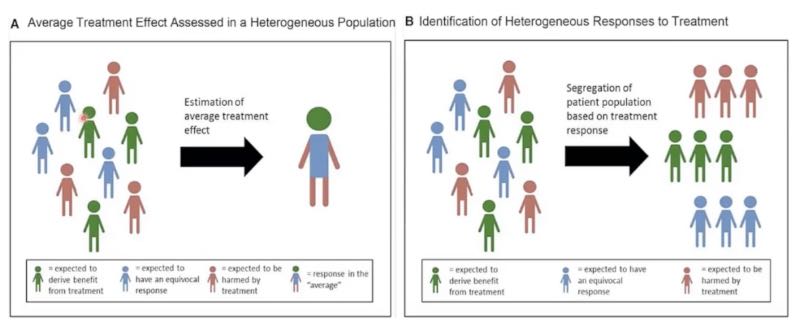 A Average Treatment Effect Assessed in a Heterogeneous Population
Estimation of
average treatment
effect
= expected to
derive benefit
from treatment
= expected to
have an equivocal
response
= expected to be
harmed by
treatment
= response in the
"average"
B Identification of Heterogeneous Responses to Treatment
Segregation of
patient population
based on treatment
response
= expected to
derive benefit
from treatment
= expected to have
an equivocal
response
= expected to be
harmed by
treatment